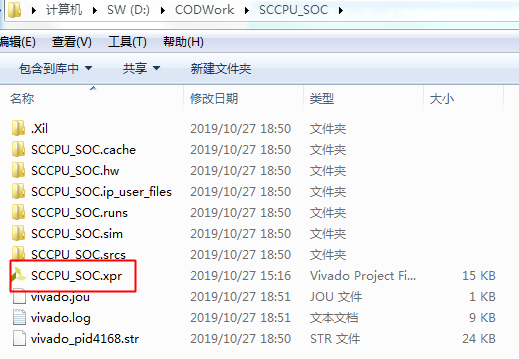 计算机 SW (D:) CODWork SCCPU_SOC
编辑(E) 查看(V) 工具(T) 帮助(H)
包含到库中 共享 新建文件夹
名称 修改日期 类型 大小
.Xil 2019/10/27 18:50 文件夹
SCCPU_SOC.cache 2019/10/27 18:50 文件夹
SCCPU_SOC.hw 2019/10/27 18:50 文件夹
SCCPU_SOC.ip_user_files 2019/10/27 18:50 文件夹
SCCPU_SOC.runs 2019/10/27 18:50 文件夹
SCCPU_SOC.sim 2019/10/27 18:50 文件夹
SCCPU_SOC.srcs 2019/10/27 18:50 文件夹
SCCPU_SOC.xpr 2019/10/27 15:16 Vivado Project Fi... 15 KB
vivado.jou 2019/10/27 18:51 JOU 文件 1 KB
vivado.log 2019/10/27 18:51 文本文档 9 KB
vivado_pid4168.str 2019/10/27 18:50 STR 文件 24 KB